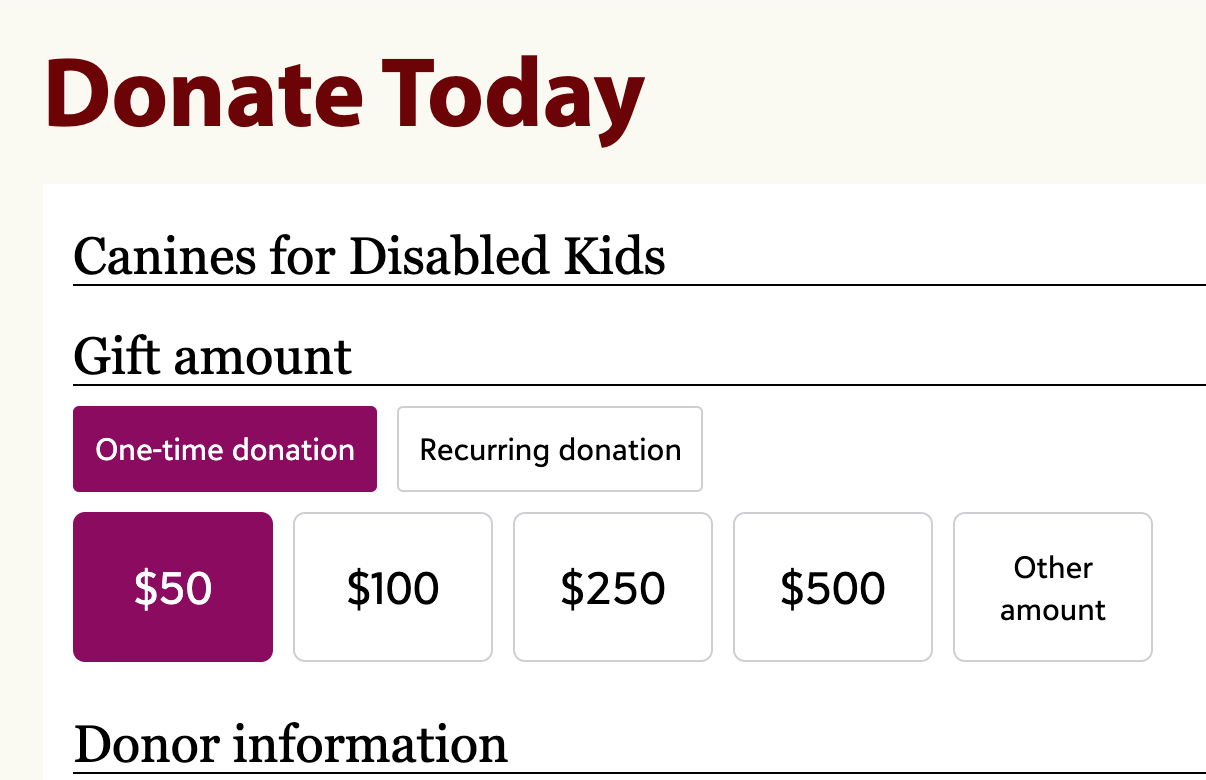 Donate Today
Canines for Disabled Kids
Gift amount
One-time donation
Recurring donation
$50
$100
$250
$500
Other
amount
Donor information